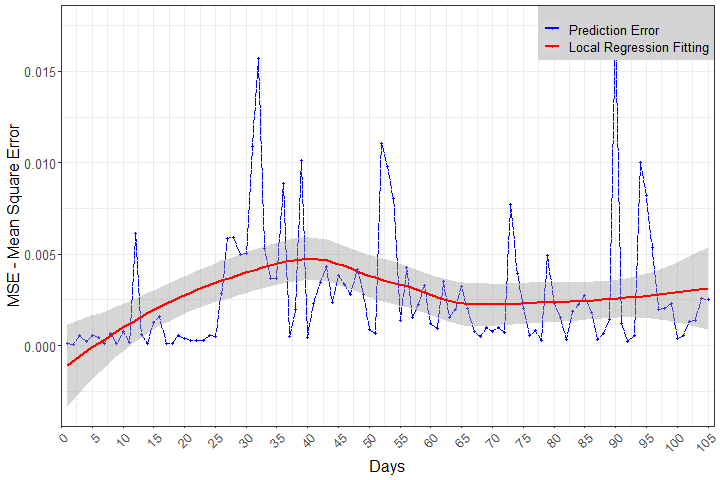 Prediction Error
Local Regression Fitting
MSE - Mean Square Error
0.015
0.010
0.005
0.000
0 5 10 15 20 25 30 35 40 45 50 55 60 65 70 75 80 85 90 95 100 105
Days